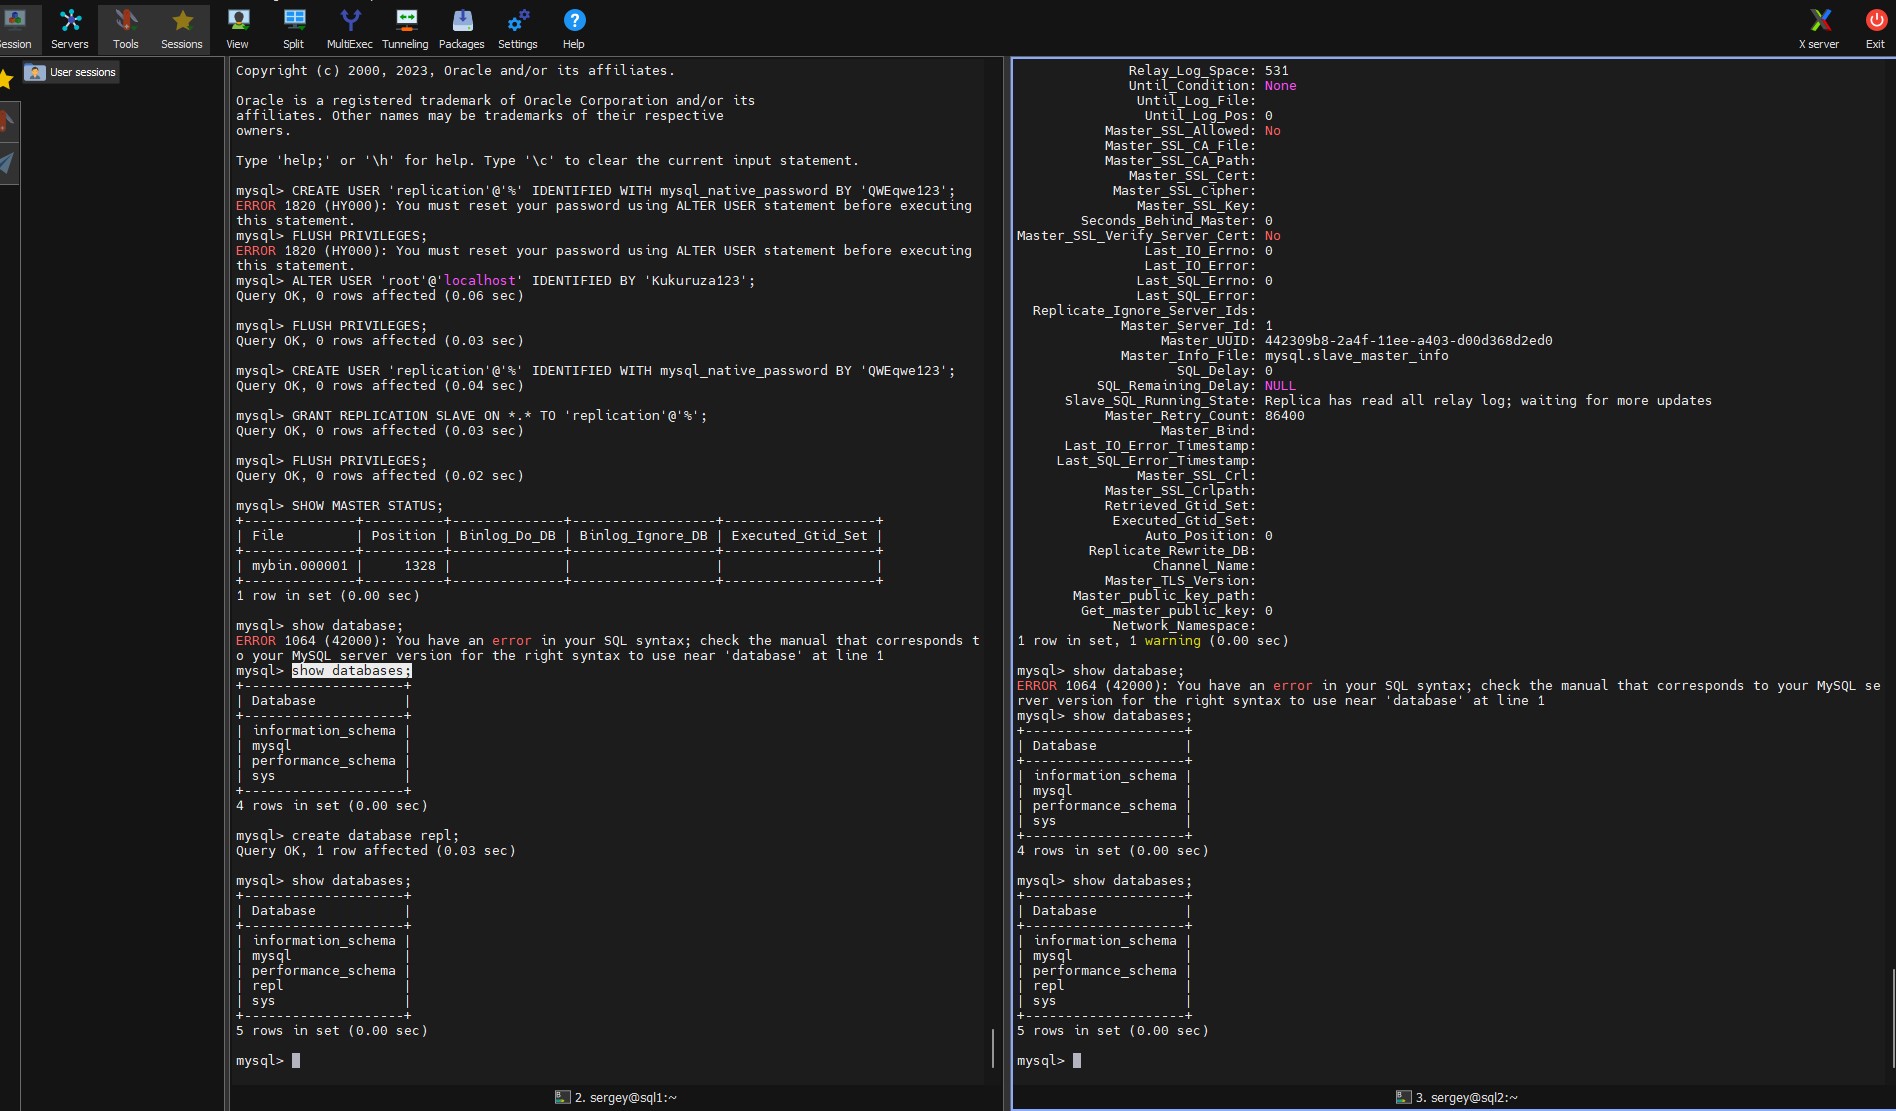 Session
Servers
Tools
Sessions
View
Split
MultiExec
Tunneling
Packages
Settings
Help
X server
Exit
User sessions
Copyright (c) 2000, 2023, Oracle and/or its affiliates.
Oracle is a registered trademark of Oracle Corporation and/or its
affiliates. Other names may be trademarks of their respective
owners.
Type 'help;' or '\h' for help. Type '\c' to clear the current input statement.
mysql> CREATE USER 'replication'@'%' IDENTIFIED WITH mysql_native_password BY 'QWEqwe123';
ERROR 1820 (HY000): You must reset your password using ALTER USER statement before executing
this statement.
mysql> FLUSH PRIVILEGES;
ERROR 1820 (HY000): You must reset your password using ALTER USER statement before executing
this statement.
mysql> ALTER USER 'root'@'localhost' IDENTIFIED BY 'Kukuruza123';
Query OK, 0 rows affected (0.06 sec)
mysql> FLUSH PRIVILEGES;
Query OK, 0 rows affected (0.03 sec)
mysql> CREATE USER 'replication'@'%' IDENTIFIED WITH mysql_native_password BY 'QWEqwe123';
Query OK, 0 rows affected (0.04 sec)
mysql> GRANT REPLICATION SLAVE ON *.* TO 'replication'@'%';
Query OK, 0 rows affected (0.03 sec)
mysql> FLUSH PRIVILEGES;
Query OK, 0 rows affected (0.02 sec)
mysql> SHOW MASTER STATUS;
+--------------+----------+--------------+------------------+-------------------+
| File | Position | Binlog_Do_DB | Binlog_Ignore_DB | Executed_Gtid_Set |
+--------------+----------+--------------+------------------+-------------------+
| mybin.000001 | 1328 | | | |
+--------------+----------+--------------+------------------+-------------------+
1 row in set (0.00 sec)
mysql> show database;
ERROR 1064 (42000): You have an error in your SQL syntax; check the manual that corresponds t
o your MySQL server version for the right syntax to use near 'database' at line 1
mysql> show databases;
+--------------------+
| Database |
+--------------------+
| information_schema |
| mysql |
| performance_schema |
| sys |
+--------------------+
4 rows in set (0.00 sec)
mysql> create database repl;
Query OK, 1 row affected (0.03 sec)
mysql> show databases;
+--------------------+
| Database |
+--------------------+
| information_schema |
| mysql |
| performance_schema |
| repl |
| sys |
+--------------------+
5 rows in set (0.00 sec)
mysql>
2. sergey@sql1:~
Relay_Log_Space: 531
Until_Condition: None
Until_Log_File:
Until_Log_Pos: 0
Master_SSL_Allowed: No
Master_SSL_CA_File:
Master_SSL_CA_Path:
Master_SSL_Cert:
Master_SSL_Cipher:
Master_SSL_Key:
Seconds_Behind_Master: 0
Master_SSL_Verify_Server_Cert: No
Last_IO_Errno: 0
Last_IO_Error:
Last_SQL_Errno: 0
Last_SQL_Error:
Replicate_Ignore_Server_Ids:
Master_Server_Id: 1
Master_UUID: 442309b8-2a4f-11ee-a403-d00d368d2ed0
Master_Info_File: mysql.slave_master_info
SQL_Delay: 0
SQL_Remaining_Delay: NULL
Slave_SQL_Running_State: Replica has read all relay log; waiting for more updates
Master_Retry_Count: 86400
Master_Bind:
Last_IO_Error_Timestamp:
Last_SQL_Error_Timestamp:
Master_SSL_Crl:
Master_SSL_Crlpath:
Retrieved_Gtid_Set:
Executed_Gtid_Set:
Auto_Position: 0
Replicate_Rewrite_DB:
Channel_Name:
Master_TLS_Version:
Master_public_key_path:
Get_master_public_key: 0
Network_Namespace:
1 row in set, 1 warning (0.00 sec)
mysql> show database;
ERROR 1064 (42000): You have an error in your SQL syntax; check the manual that corresponds to your MySQL se
rver version for the right syntax to use near 'database' at line 1
mysql> show databases;
+--------------------+
| Database |
+--------------------+
| information_schema |
| mysql |
| performance_schema |
| sys |
+--------------------+
4 rows in set (0.00 sec)
mysql> show databases;
+--------------------+
| Database |
+--------------------+
| information_schema |
| mysql |
| performance_schema |
| repl |
| sys |
+--------------------+
5 rows in set (0.00 sec)
mysql>
3. sergey@sql2:~